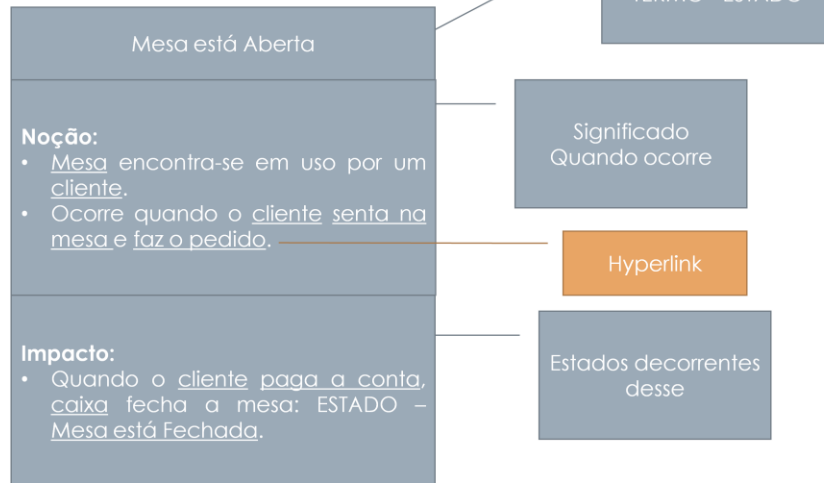 TERMO - ESTADO
Mesa está Aberta
Noção:
• Mesa encontra-se em uso por um
cliente.
• Ocorre quando o cliente senta na
mesa e faz o pedido.
Significado
Quando ocorre
Hyperlink
Impacto:
• Quando o cliente paga a conta,
caixa fecha a mesa: ESTADO –
Mesa está Fechada.
Estados decorrentes
desse